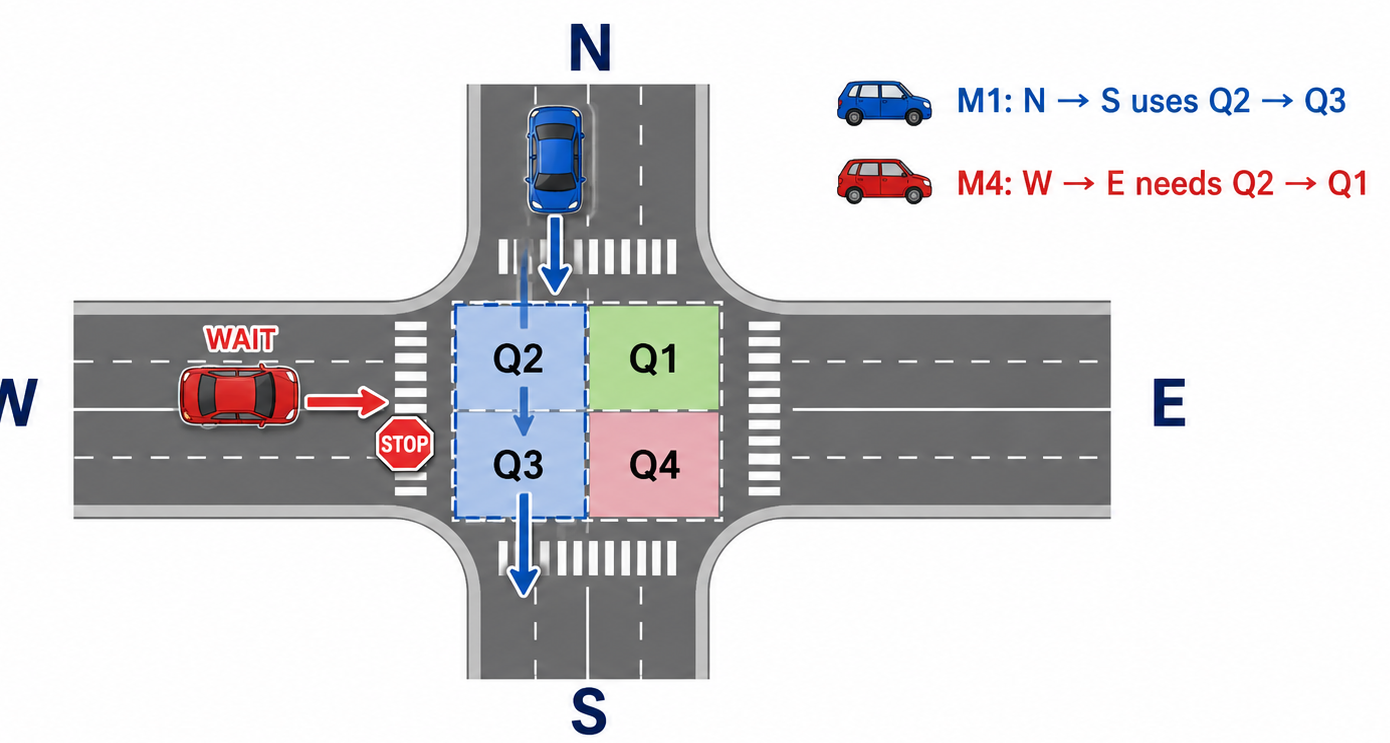 N
M1: N → S uses Q2 → Q3
M4: W → E needs Q2 → Q1
WAIT
Q2
Q1
W
E
STOP
Q3
Q4
S